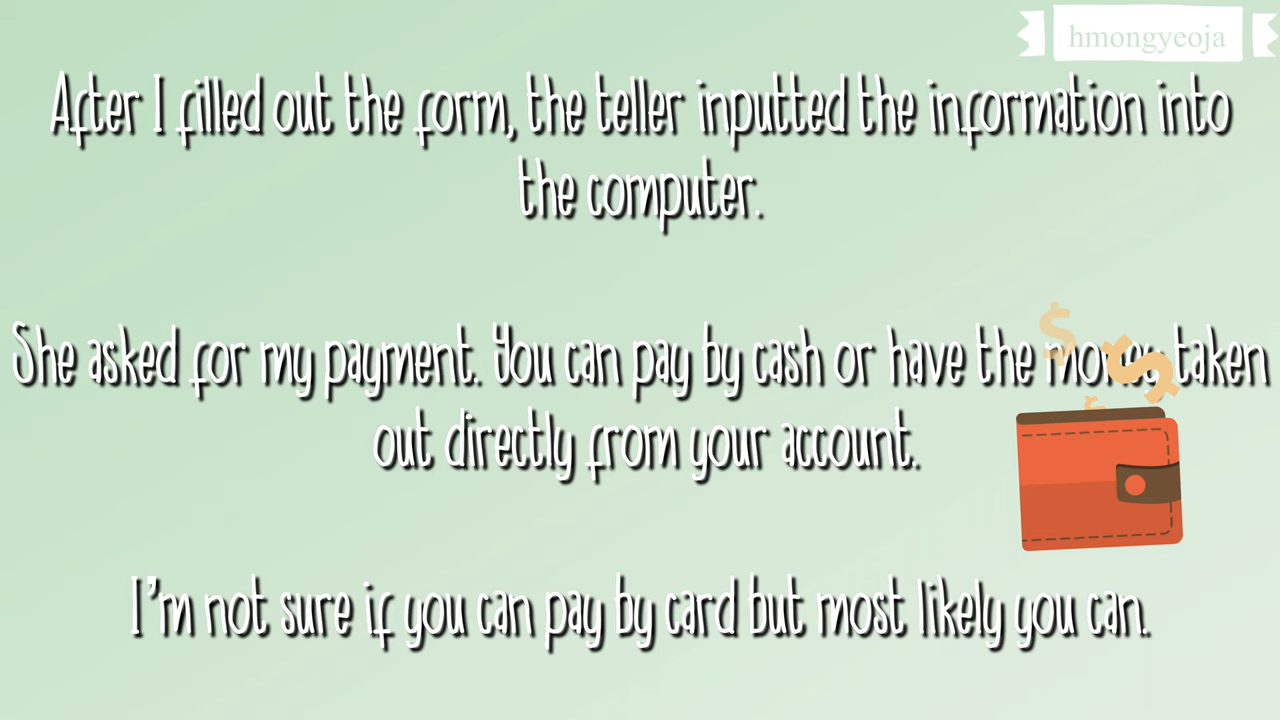 hmongyeoja
After I filled out the form, the teller inputted the information into
the computer.
She asked for my payment. You can pay by cash or have the money taken
out directly from your account.
I'm not sure if you can pay by card but most likely you can.